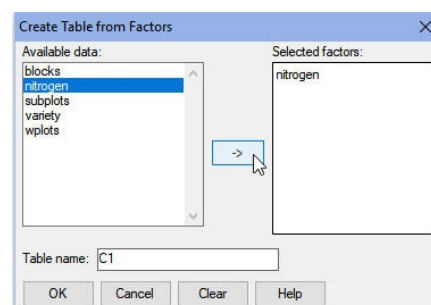 Create Table from Factors
Available data:
Selected factors:
blocks
nitrogen
subplots
variety
wplots
nitrogen
->
Table name: C1
OK Cancel Clear Help